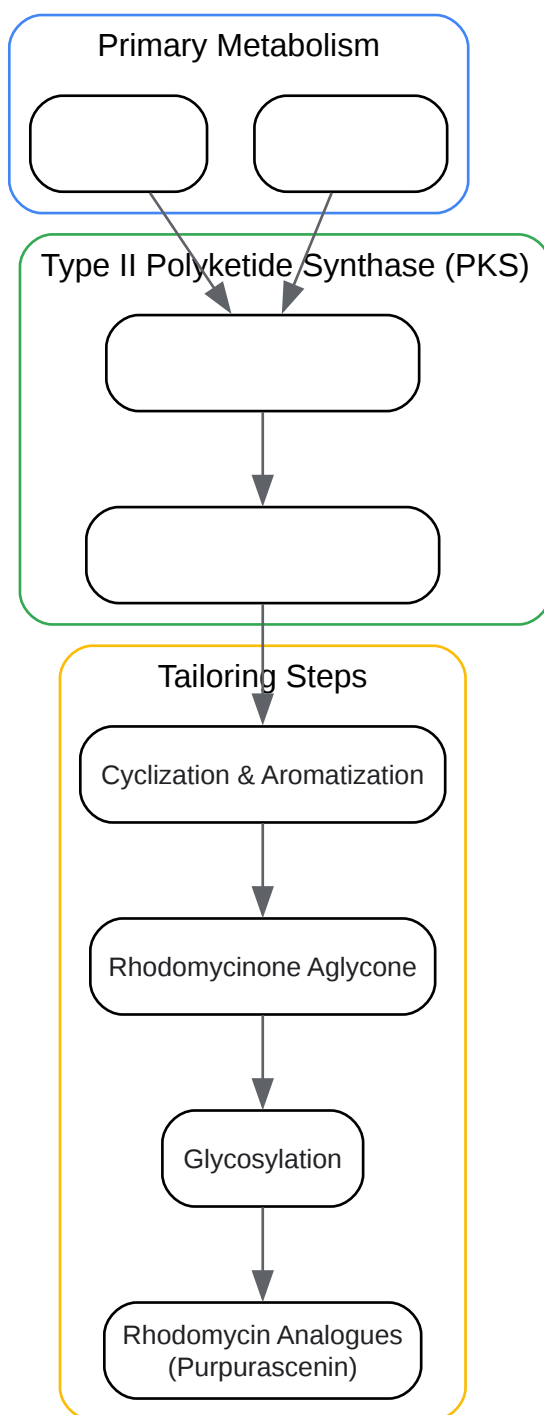 Primary Metabolism
Type II Polyketide Synthase (PKS)
Tailoring Steps
Cyclization & Aromatization
Rhodomycinone Aglycone
Glycosylation
Rhodomycin Analogues
(Purpurascenin)